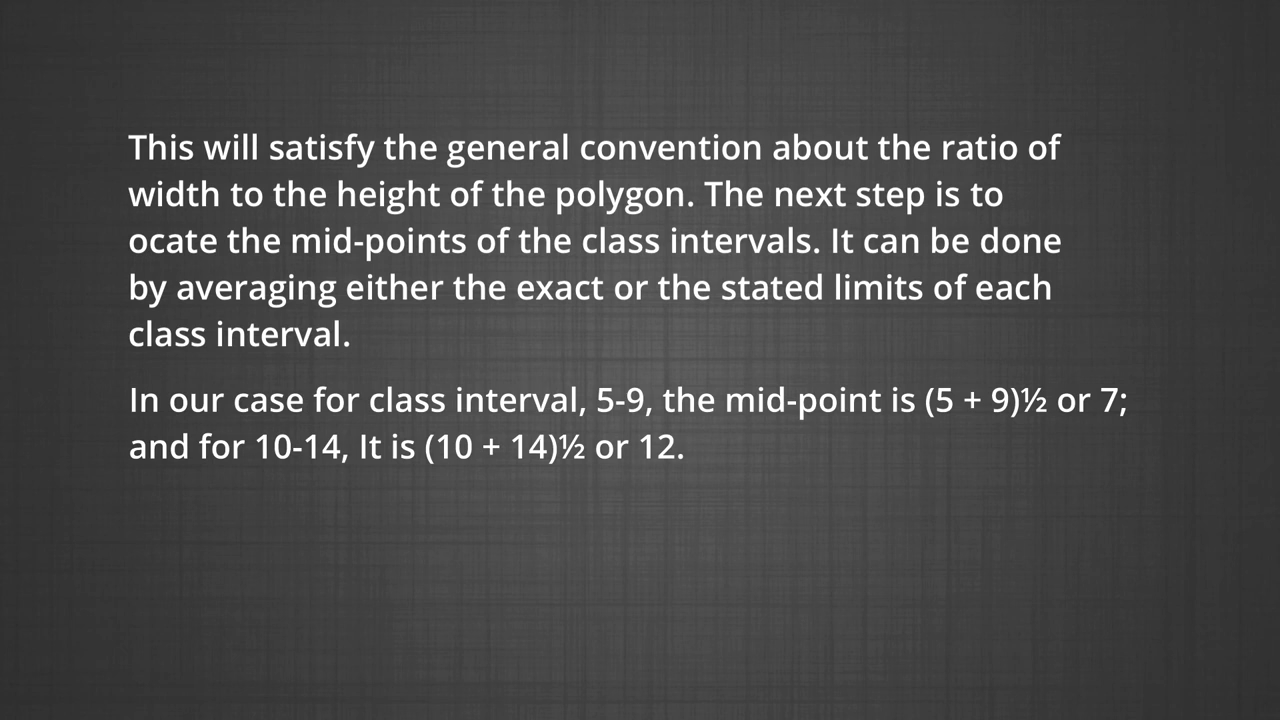 This will satisfy the general convention about the ratio of
width to the height of the polygon. The next step is to
ocate the mid-points of the class intervals. It can be done
by averaging either the exact or the stated limits of each
class interval.
In our case for class interval, 5-9, the mid-point is (5 + 9)½ or 7;
and for 10-14, It is (10 + 14)½ or 12.